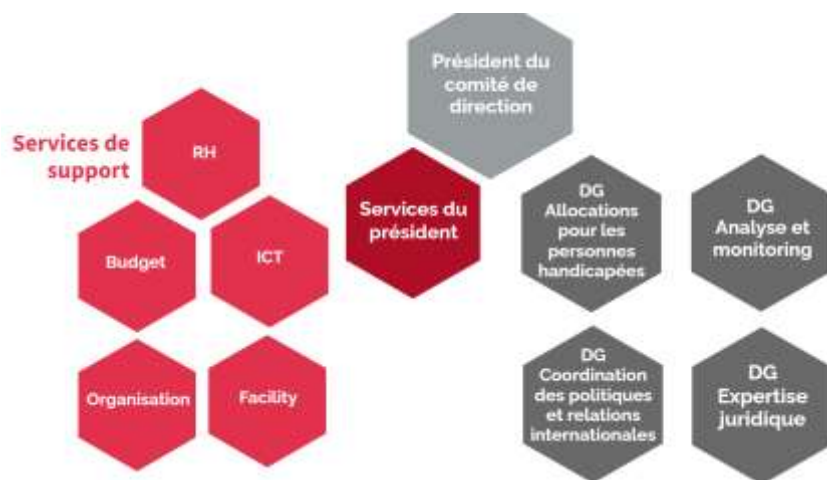 Président du
comité de
direction
Services de
support
RH
Services du
président
Budget
ICT
Organisation
Facility
DG
Allocations
pour les
personnes
handicapées
DG
Analyse et
monitoring
DG
Coordination
des politiques
et relations
internationales
DG
Expertise
juridique